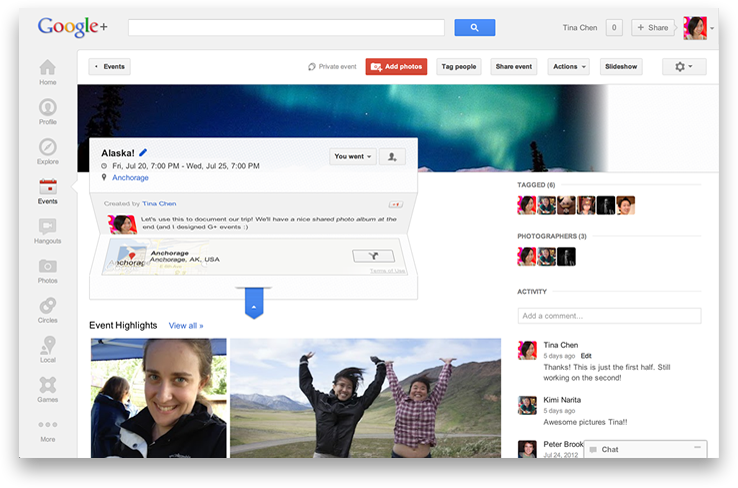 Google+
Tina Chen
0
+ Share
Home
Profile
Explore
Events
Hangouts
Photos
Circles
Local
Games
More
Events
Private event
Add photos
Tag people
Share event
Actions
Slideshow
Alaska!
You went
Fri, Jul 20, 7:00 PM - Wed, Jul 25, 7:00 PM
Anchorage
Created by Tina Chen
+1
Let's use this to document our trip! We'll have a nice shared photo album at the
end (and I designed G+ events :)
Anchorage
Anchorage
Anchorage, AK, USA
Terms of Use
Event Highlights
View all »
TAGGED (6)
PHOTOGRAPHERS (3)
ACTIVITY
Add a comment...
Tina Chen
5 days ago Edit
Thanks! This is just the first half. Still
working on the second!
Kimi Narita
5 days ago
Awesome pictures Tina!!
Peter Brook
Jul 24, 2012
Chat